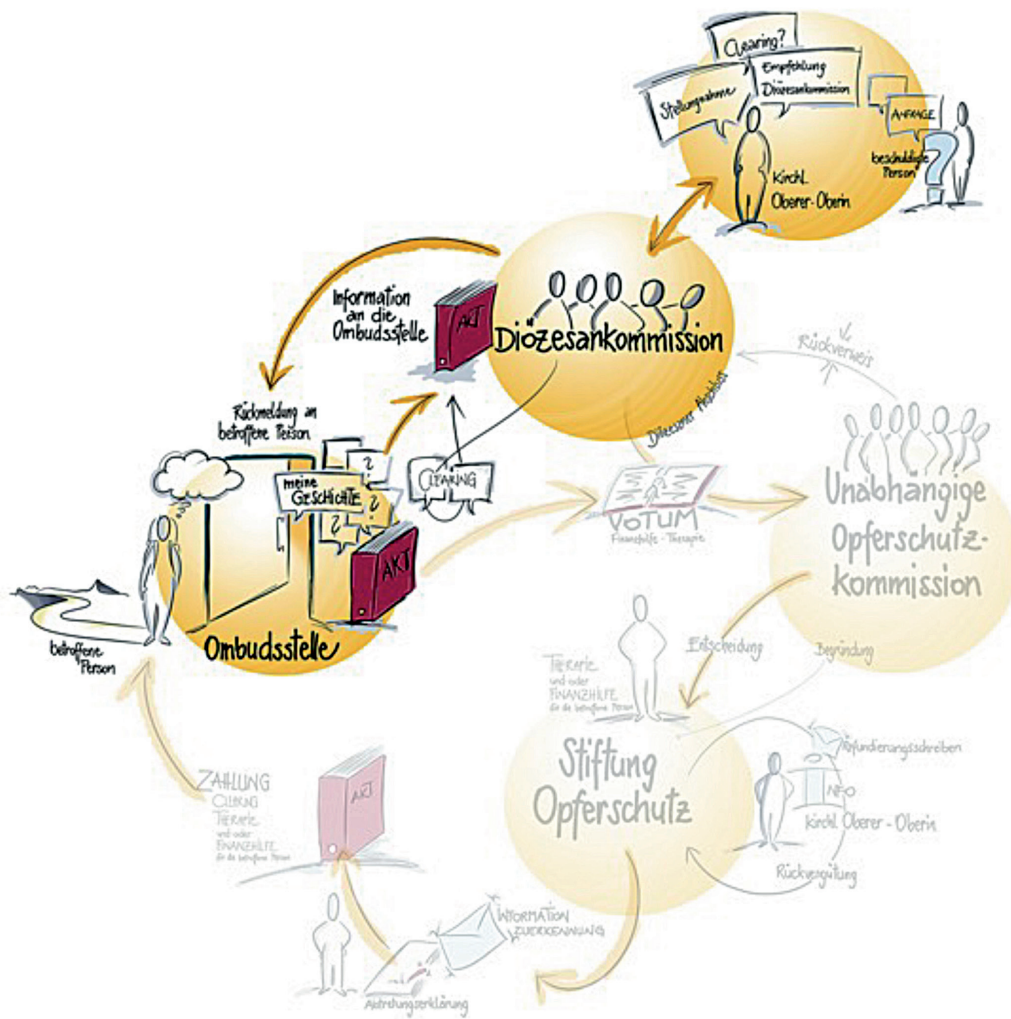 Clearing?
Empfehlung
Diözesankommission
Stellungnahme
ANFRAGE
beschuldigte
Person
?
Kirchl.
Oberer-Oberin
Information
an die
Ombudsstelle
AKT
Diözesankommission
Rückverweis
Diözesaner Abschluss
Rückmeldung an
betroffene Person
meine
GESCHICHTE
?
?
?
CLEARING
AKT
Ombudsstelle
betroffene
Person
VOTUM
Finanzhilfe - Therapie
Unabhängige
Opferschutz-
kommission
Entscheidung
Begründung
THERAPIE
und oder
FINANZHILFE
für die betroffene Person
Stiftung
Opferschutz
Refundierungsschreiben
INFO
Kirchl. Oberer - Oberin
Rückvergütung
ZAHLUNG
CLEARING
THERAPIE
und oder
FINANZHILFE
für die betroffene Person
AKT
INFORMATION
ZUERKENNUNG
Abtretungserklärung